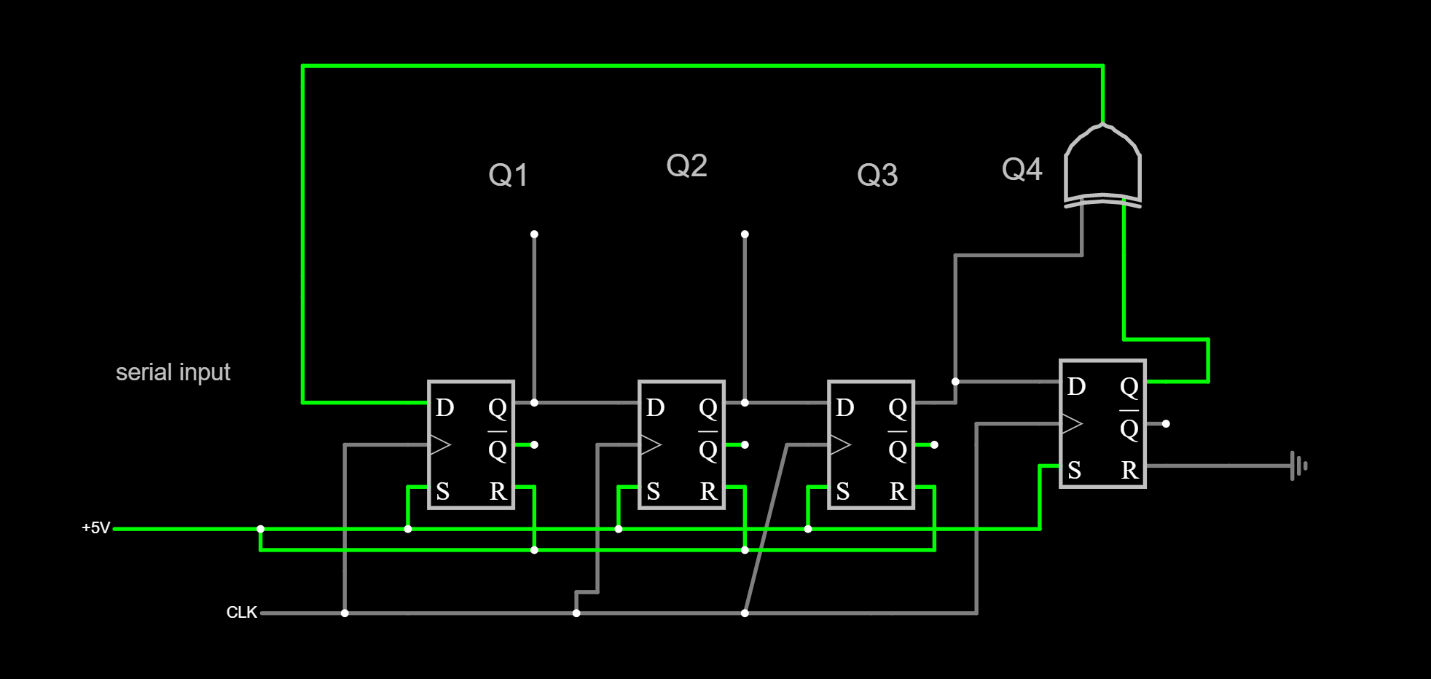 Q1
Q2
Q3
Q4
serial input
D Q
Q̅
S R
D Q
Q̅
S R
D Q
Q̅
S R
D Q
Q̅
S R
+5V
CLK